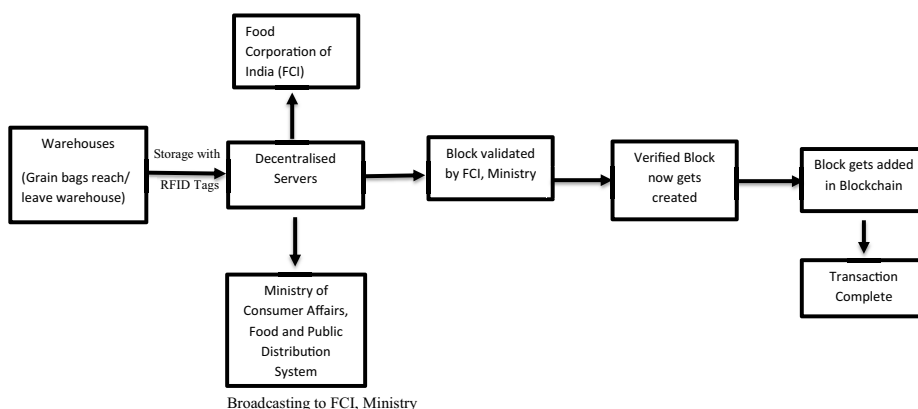 Food
Corporation of
India (FCI)
Warehouses
(Grain bags reach/
leave warehouse)
Storage with
RFID Tags
Decentralised
Servers
Block validated
by FCI, Ministry
Verified Block
now gets
created
Block gets added
in Blockchain
Transaction
Complete
Ministry of
Consumer Affairs,
Food and Public
Distribution
System
Broadcasting to FCI, Ministry